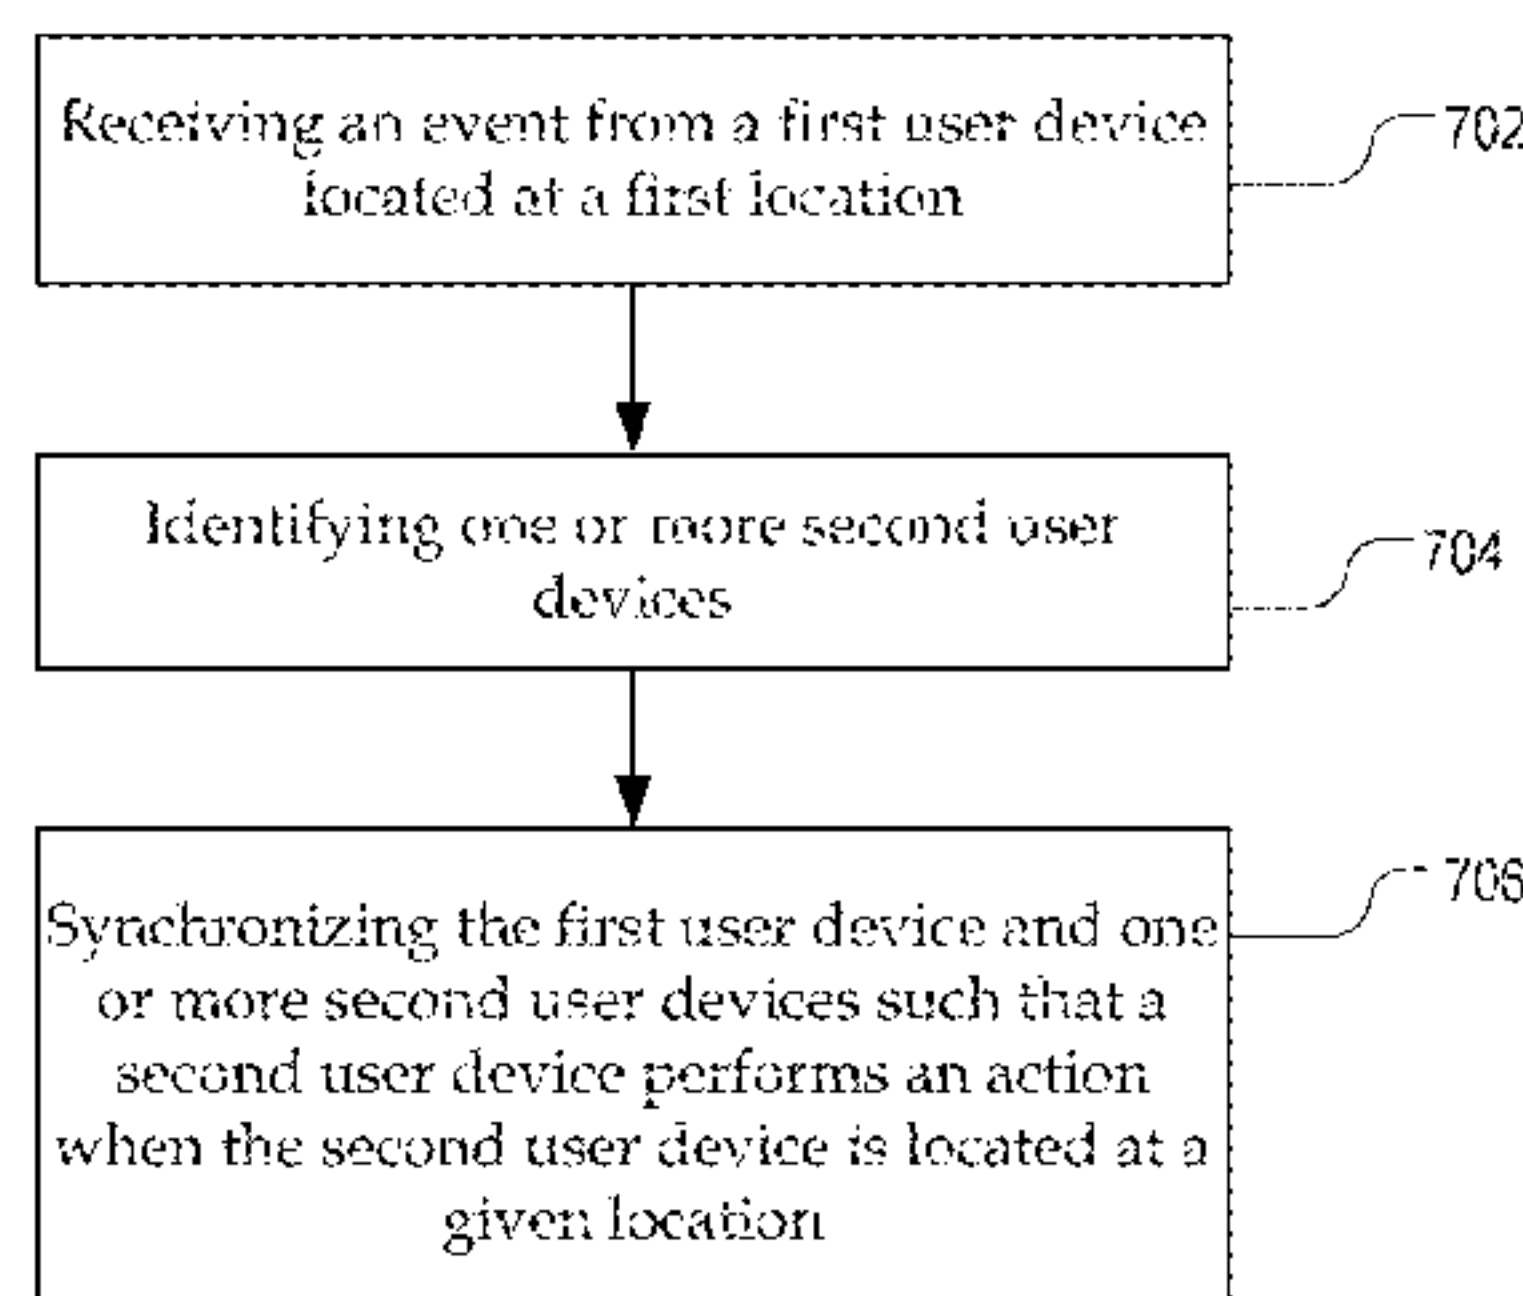 Receiving an event from a first user device
located at a first location
702
Identifying one or more second user
devices
704
Synchronizing the first user device and one
or more second user devices such that a
second user device performs an action
when the second user device is located at a
given location
706